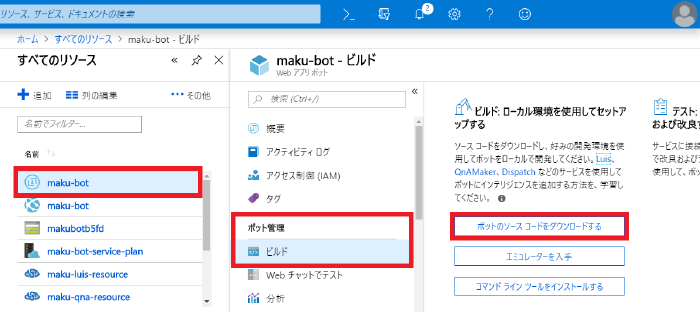 リソース、サービス、ドキュメントの検索
2
ホーム > すべてのリソース > maku-bot - ビルド
すべてのリソース
追加
列の編集
その他
名前でフィルター...
名前
maku-bot
maku-bot
makubotb5fd
maku-bot-service-plan
maku-luis-resource
maku-qna-resource
maku-bot - ビルド
Web アプリ ボット
検索 (Ctrl+/)
概要
アクティビティ ログ
アクセス制御 (IAM)
タグ
ボット管理
ビルド
Web チャットでテスト
分析
ビルド: ローカル環境を使用してセットア
ップする
ソース コードをダウンロードし、好みの開発環境を使
用してボットをローカルで開発してください。Luis、
QnAMaker、Dispatch などのサービスを使用して
ボットにインテリジェンスを追加する方法を、学習し
てください。
ボットのソース コードをダウンロードする
エミュレーターを入手
コマンド ライン ツールをインストールする
テスト:
および改良す
サービスに接続
で改良および
使用して、ボッ